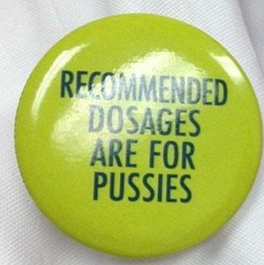 RECOMMENDED
DOSAGES
ARE FOR
PUSSIES